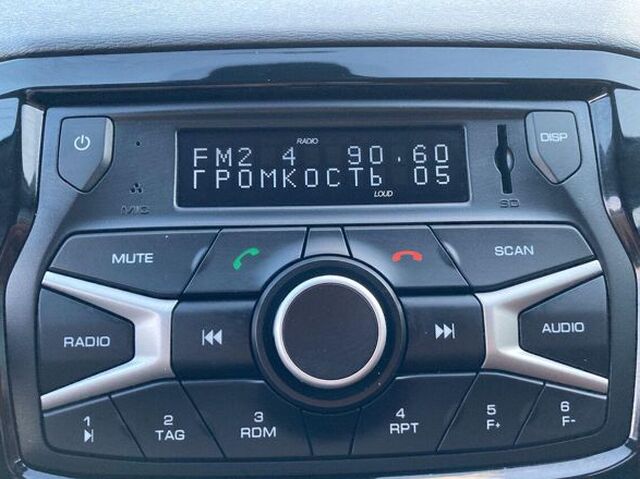 RADIO
FM2 4 90.60
ГРОМКОСТЬ 05
LOUD
DISP
MIC
SD
MUTE
SCAN
RADIO
AUDIO
1
2 TAG
3 RDM
4 RPT
5 F+
6 F-